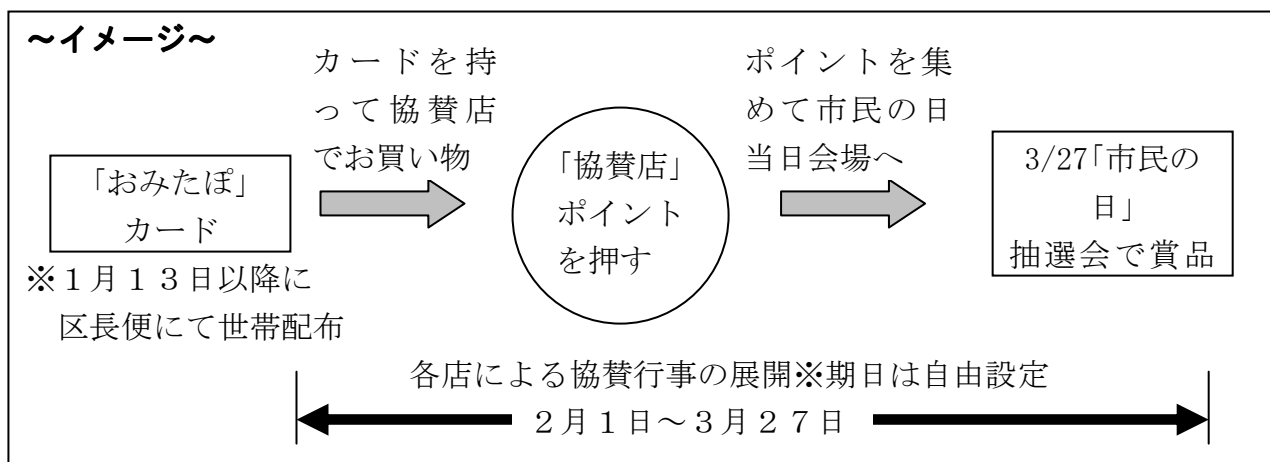 ～イメージ～
「おみたぽ」
カード
※１月１３日以降に
区長便にて世帯配布
カードを持
って協賛店
でお買い物
「協賛店」
ポイント
を押す
ポイントを集
めて市民の日
当日会場へ
3/27「市民の
日」
抽選会で賞品
各店による協賛行事の展開※期日は自由設定
２月１日～３月２７日